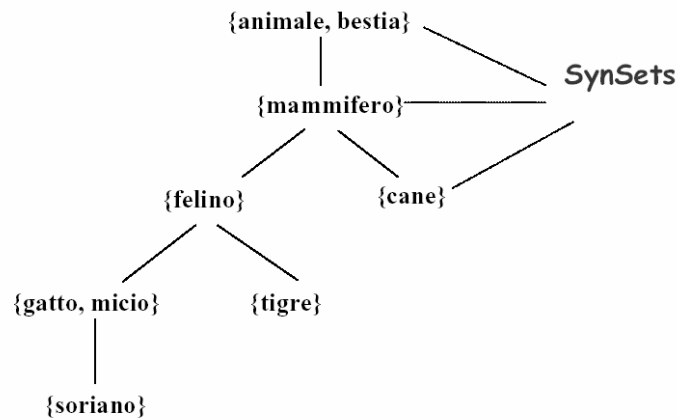 {animale, bestia}
SynSets
{mammifero}
{felino}
{cane}
{gatto, micio}
{tigre}
{soriano}